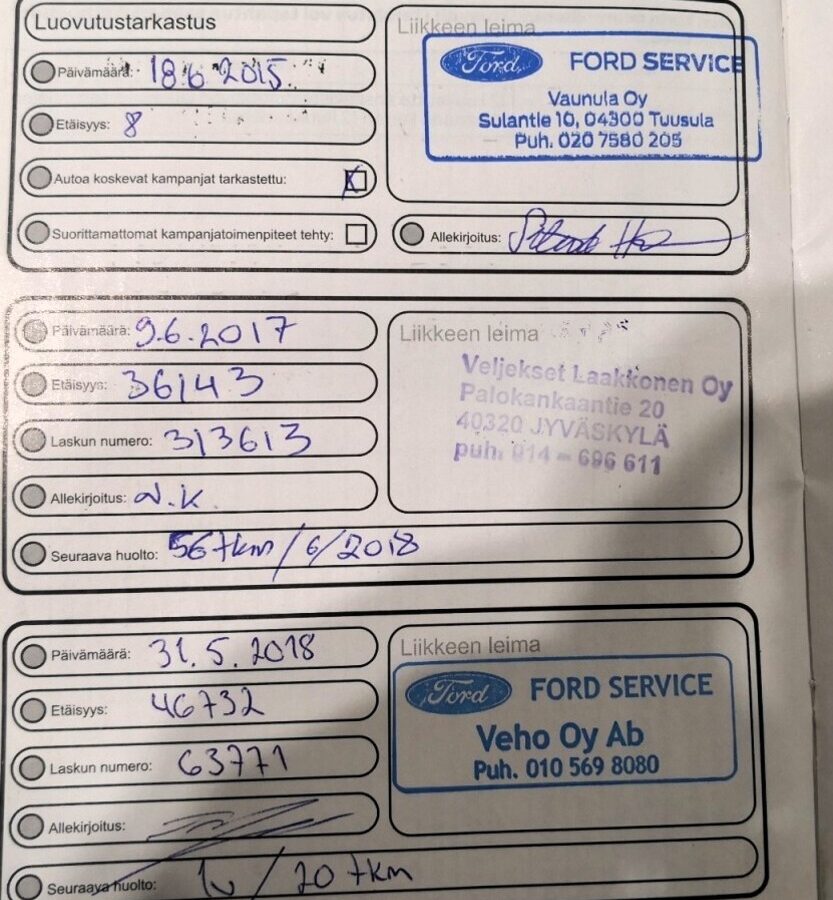 Luovutustarkastus
Päivämäärä: 18.6.2015
Etäisyys: 8
Autoa koskevat kampanjat tarkastettu:
Suorittamattomat kampanjatoimenpiteet tehty:
Liikkeen leima
Ford FORD SERVICE
Vaunula Oy
Sulantie 10, 04300 Tuusula
Puh. 020 7580 205
Allekirjoitus:
Päivämäärä: 9.6.2017
Etäisyys: 36143
Laskun numero: 313613
Allekirjoitus: N.K.
Seuraava huolto: 56 tkm / 6 / 2018
Liikkeen leima
Veljekset Laakkonen Oy
Palokankaantie 20
40320 JYVÄSKYLÄ
puh. 014 - 696 611
Päivämäärä: 31.5.2018
Etäisyys: 46732
Laskun numero: 63771
Allekirjoitus:
Seuraava huolto: 1v / 20 tkm
Liikkeen leima
Ford FORD SERVICE
Veho Oy Ab
Puh. 010 569 8080